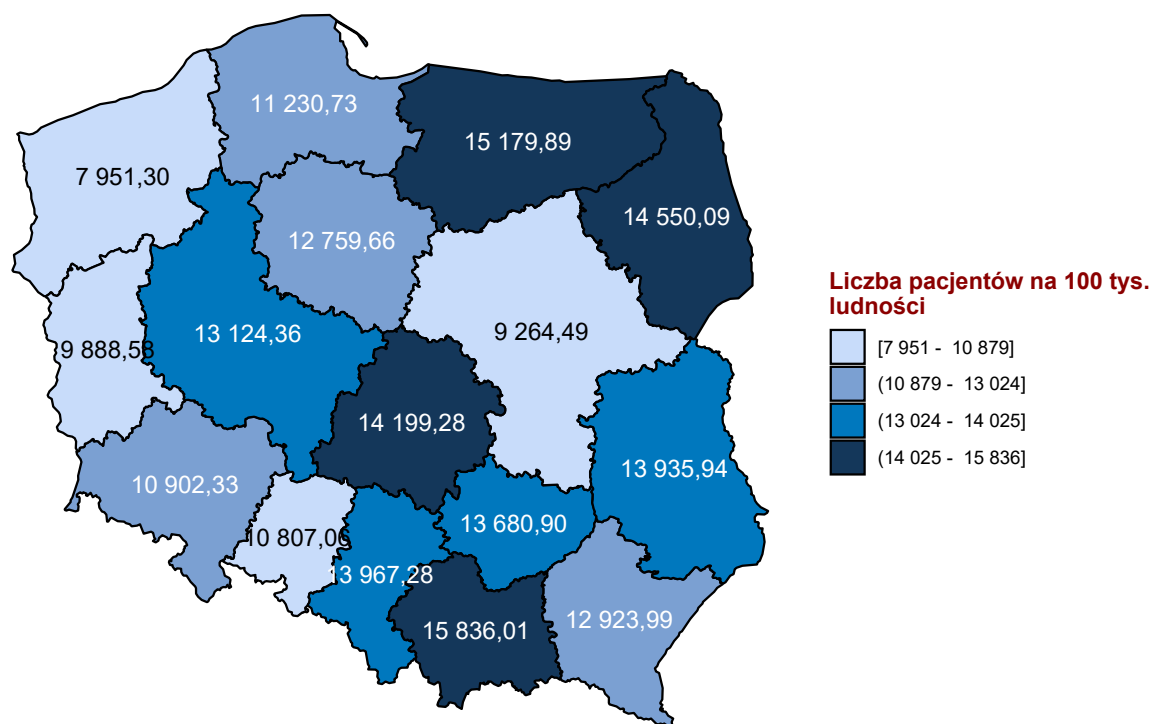 11 230,73
15 179,89
7 951,30
14 550,09
12 759,66
Liczba pacjentów na 100 tys.
ludności
[7 951 - 10 879]
(10 879 - 13 024]
(13 024 - 14 025]
(14 025 - 15 836]
13 124,36
9 264,49
9 888,58
14 199,28
13 935,94
10 902,33
13 680,90
10 807,06
13 967,28
15 836,01
12 923,99